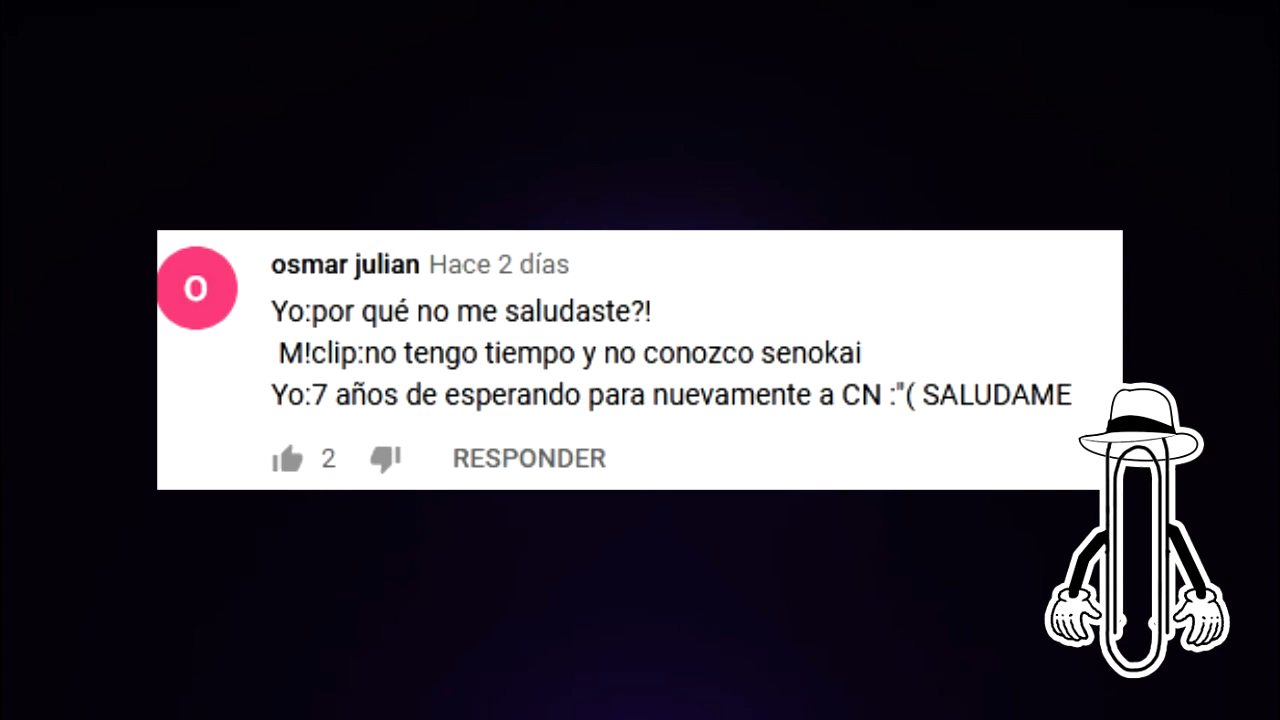 O
osmar julian Hace 2 días
Yo:por qué no me saludaste?!
M!clip:no tengo tiempo y no conozco senokai
Yo:7 años de esperando para nuevamente a CN :"( SALUDAME
2 RESPONDER